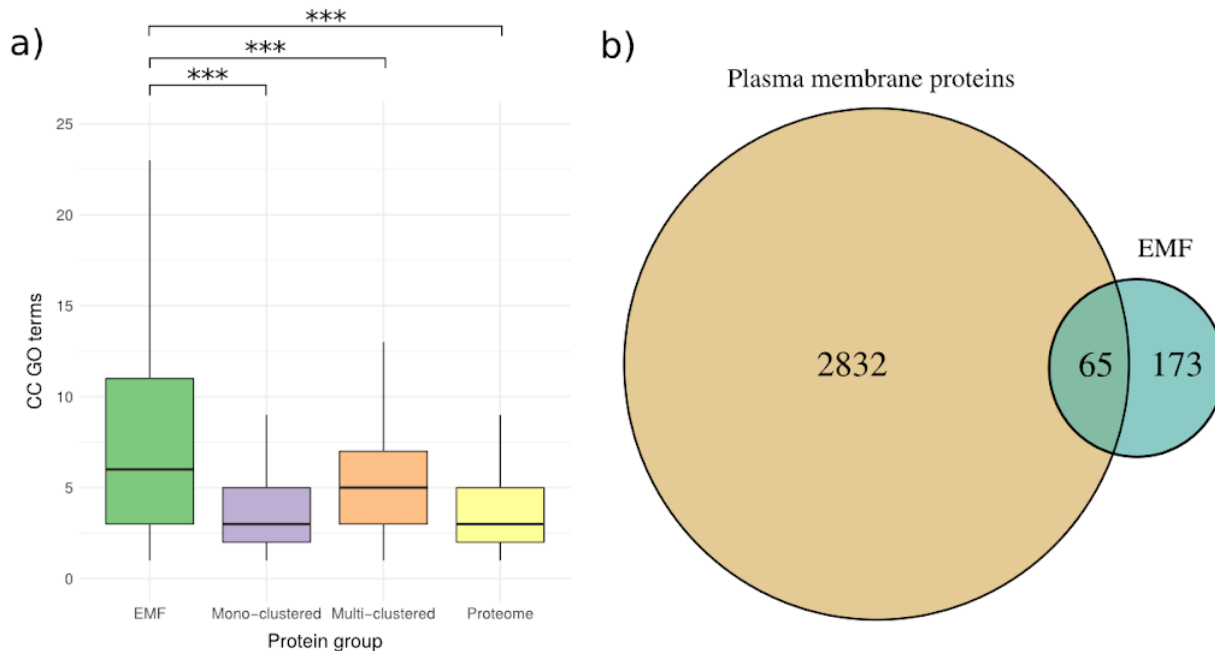 a)
***
***
***
25
20
15
10
5
0
CC GO terms
EMF
Mono-clustered
Multi-clustered
Proteome
Protein group
b)
Plasma membrane proteins
EMF
2832
65
173